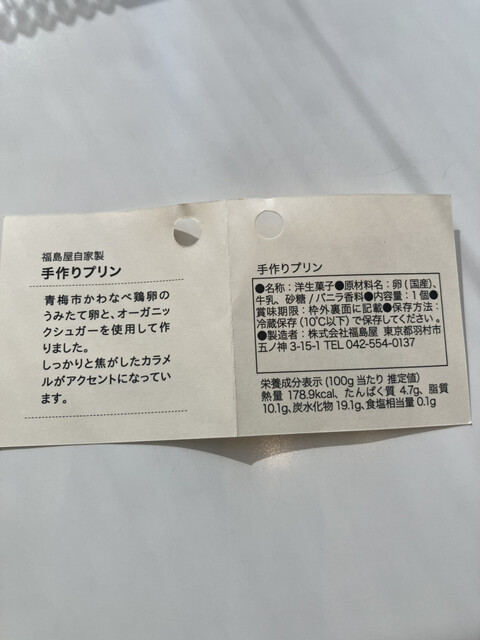 福島屋自家製
手作りプリン
青梅市かわなべ鶏卵の
うみたて卵と、オーガニッ
クシュガーを使用して作
りました。
しっかりと焦がしたカラメ
ルがアクセントになってい
ます。
手作りプリン
●名称：洋生菓子●原材料名：卵(国産)、
牛乳、砂糖 / バニラ香料●内容量：1個●
賞味期限：枠外裏面に記載●保存方法：
冷蔵保存(10℃以下)で保存してください。
●製造者：株式会社福島屋 東京都羽村市
五ノ神 3-15-1 TEL 042-554-0137
栄養成分表示 (100g 当たり 推定値)
熱量 178.9kcal、たんぱく質 4.7g、脂質
10.1g、炭水化物 19.1g、食塩相当量 0.1g